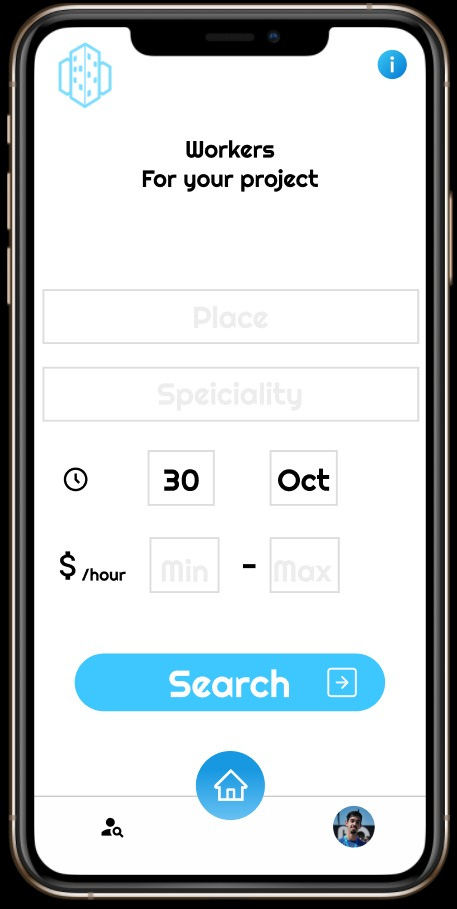 Workers
For your project
Place
Speiciality
30 Oct
$ /hour Min - Max
Search